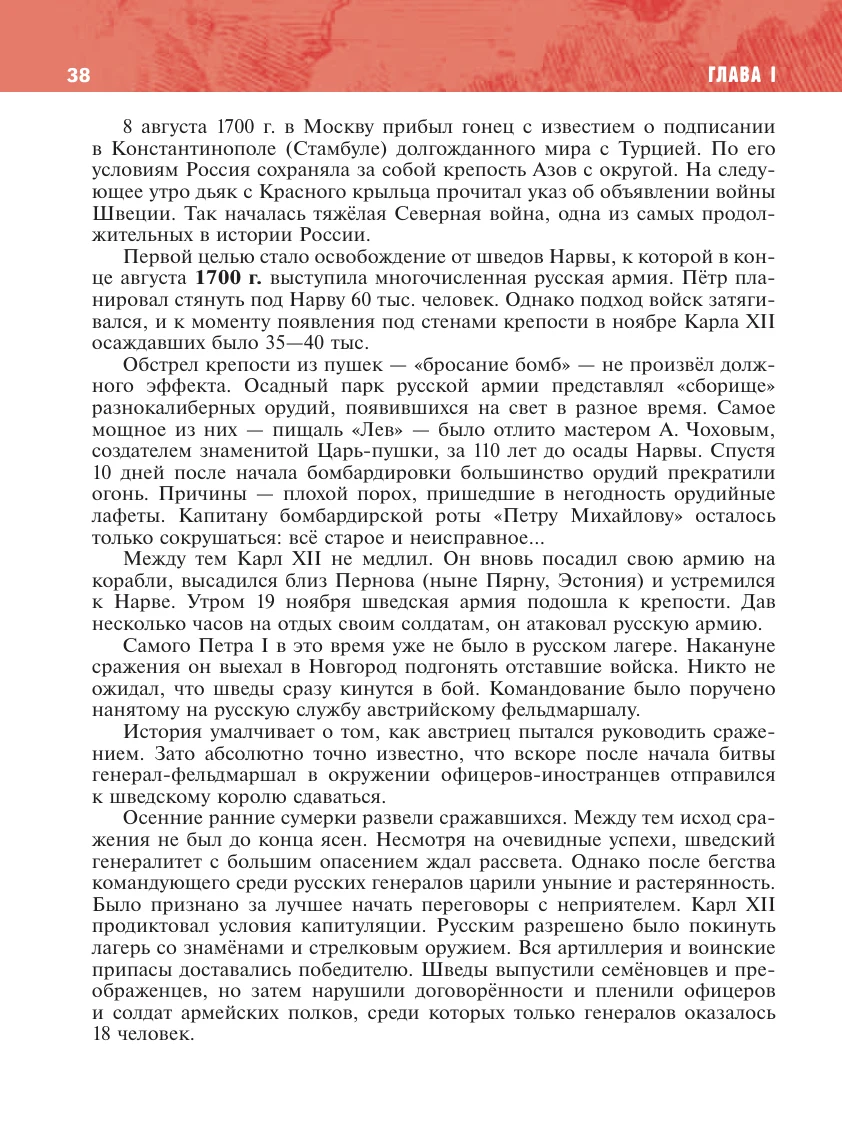 38
ГЛАВА I
8 августа 1700 г. в Москву прибыл гонец с известием о подписании
в Константинополе (Стамбуле) долгожданного мира с Турцией. По его
условиям Россия сохраняла за собой крепость Азов с округой. На следу-
ющее утро дьяк с Красного крыльца прочитал указ об объявлении войны
Швеции. Так началась тяжёлая Северная война, одна из самых продол-
жительных в истории России.
Первой целью стало освобождение от шведов Нарвы, к которой в кон-
це августа 1700 г. выступила многочисленная русская армия. Пётр пла-
нировал стянуть под Нарву 60 тыс. человек. Однако подход войск затяги-
вался, и к моменту появления под стенами крепости в ноябре Карла XII
осаждавших было 35—40 тыс.
Обстрел крепости из пушек — «бросание бомб» — не произвёл долж-
ного эффекта. Осадный парк русской армии представлял «сборище»
разнокалиберных орудий, появившихся на свет в разное время. Самое
мощное из них — пищаль «Лев» — было отлито мастером А. Чоховым,
создателем знаменитой Царь-пушки, за 110 лет до осады Нарвы. Спустя
10 дней после начала бомбардировки большинство орудий прекратили
огонь. Причины — плохой порох, пришедшие в негодность орудийные
лафеты. Капитану бомбардирской роты «Петру Михайлову» осталось
только сокрушаться: всё старое и неисправное...
Между тем Карл XII не медлил. Он вновь посадил свою армию на
корабли, высадился близ Пернова (ныне Пярну, Эстония) и устремился
к Нарве. Утром 19 ноября шведская армия подошла к крепости. Дав
несколько часов на отдых своим солдатам, он атаковал русскую армию.
Самого Петра I в это время уже не было в русском лагере. Накануне
сражения он выехал в Новгород подгонять отставшие войска. Никто не
ожидал, что шведы сразу кинутся в бой. Командование было поручено
нанятому на русскую службу австрийскому фельдмаршалу.
История умалчивает о том, как австриец пытался руководить сраже-
нием. Зато абсолютно точно известно, что вскоре после начала битвы
генерал-фельдмаршал в окружении офицеров-иностранцев отправился
к шведскому королю сдаваться.
Осенние ранние сумерки развели сражавшихся. Между тем исход сра-
жения не был до конца ясен. Несмотря на очевидные успехи, шведский
генералитет с большим опасением ждал рассвета. Однако после бегства
командующего среди русских генералов царили уныние и растерянность.
Было признано за лучшее начать переговоры с неприятелем. Карл XII
продиктовал условия капитуляции. Русским разрешено было покинуть
лагерь со знамёнами и стрелковым оружием. Вся артиллерия и воинские
припасы доставались победителю. Шведы выпустили семёновцев и пре-
ображенцев, но затем нарушили договорённости и пленили офицеров
и солдат армейских полков, среди которых только генералов оказалось
18 человек.